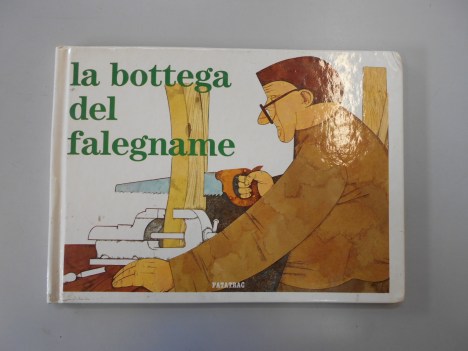 la bottega
del
falegname
FATATRAC